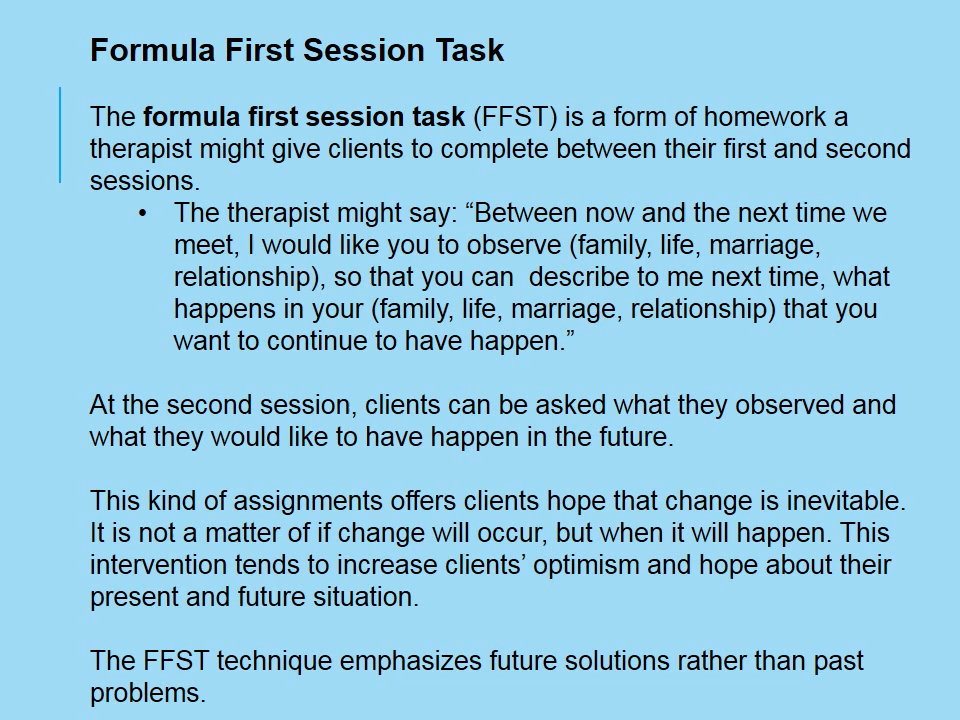 Formula First Session Task
The formula first session task (FFST) is a form of homework a
therapist might give clients to complete between their first and second
sessions.
• The therapist might say: “Between now and the next time we
meet, I would like you to observe (family, life, marriage,
relationship), so that you can  describe to me next time, what
happens in your (family, life, marriage, relationship) that you
want to continue to have happen.”
At the second session, clients can be asked what they observed and
what they would like to have happen in the future.
This kind of assignments offers clients hope that change is inevitable.
It is not a matter of if change will occur, but when it will happen. This
intervention tends to increase clients’ optimism and hope about their
present and future situation.
The FFST technique emphasizes future solutions rather than past
problems.